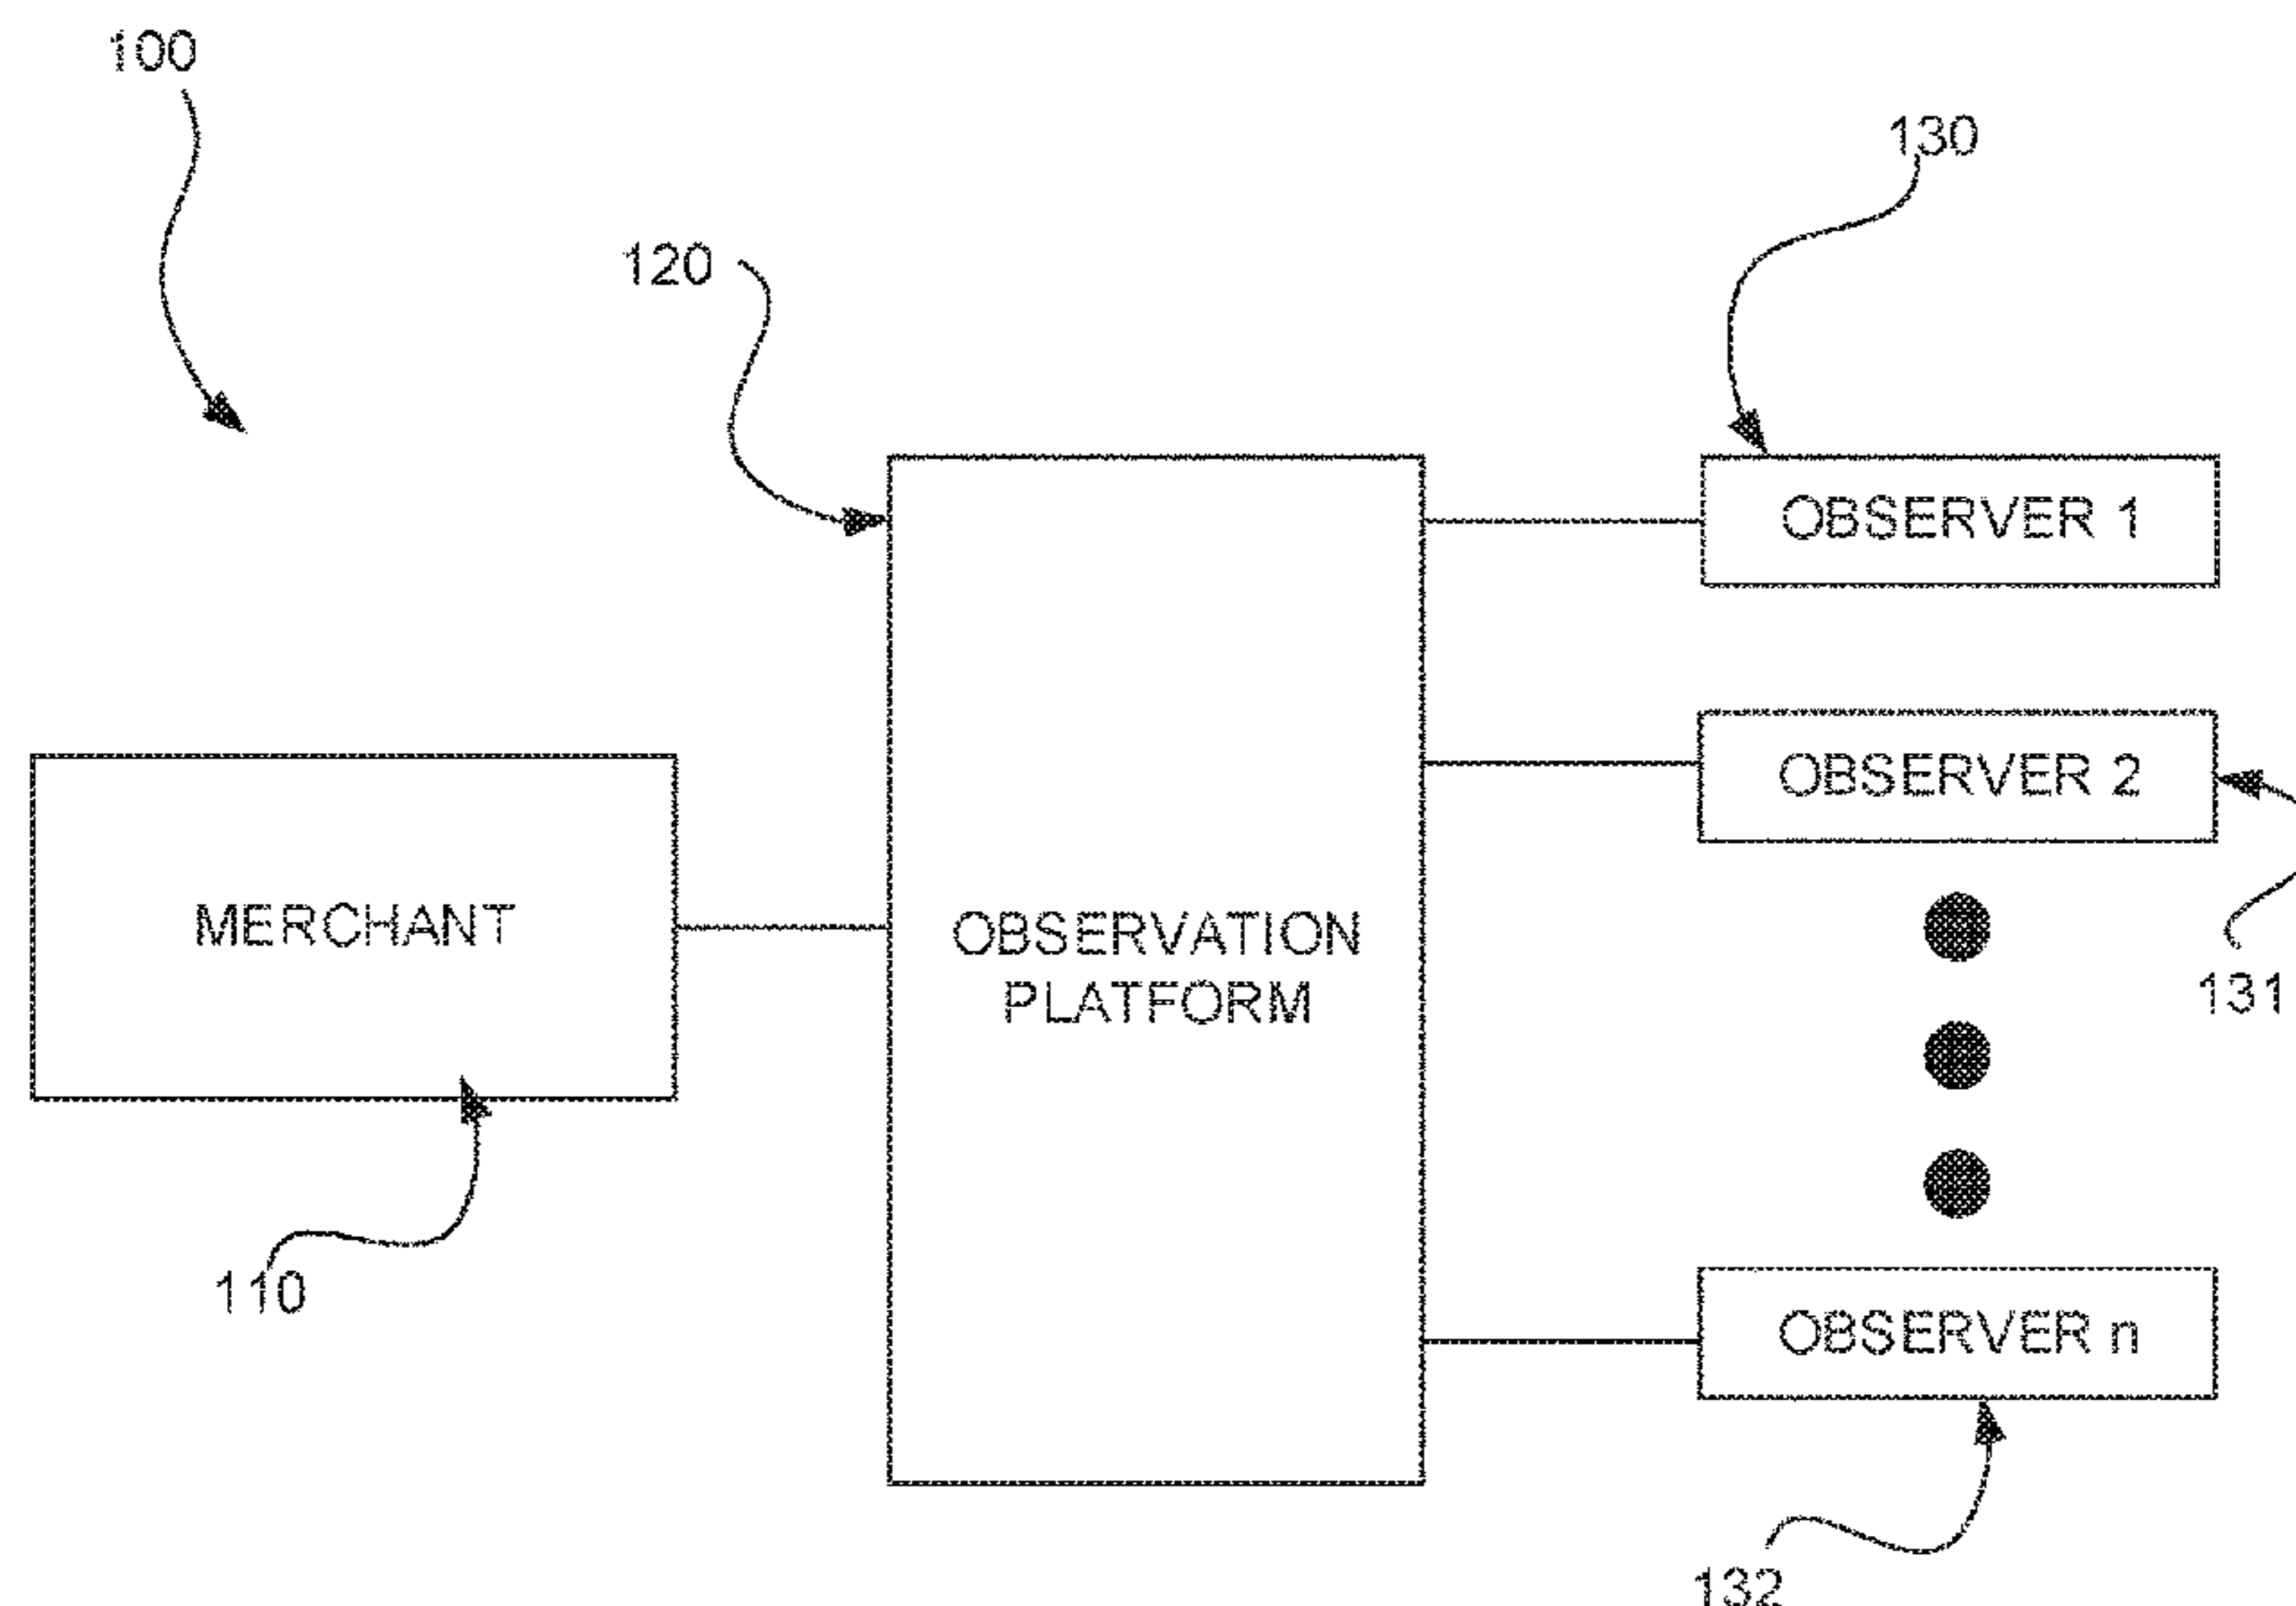 100
130
120
OBSERVER 1
OBSERVER 2
MERCHANT
OBSERVATION
PLATFORM
131
110
OBSERVER n
132